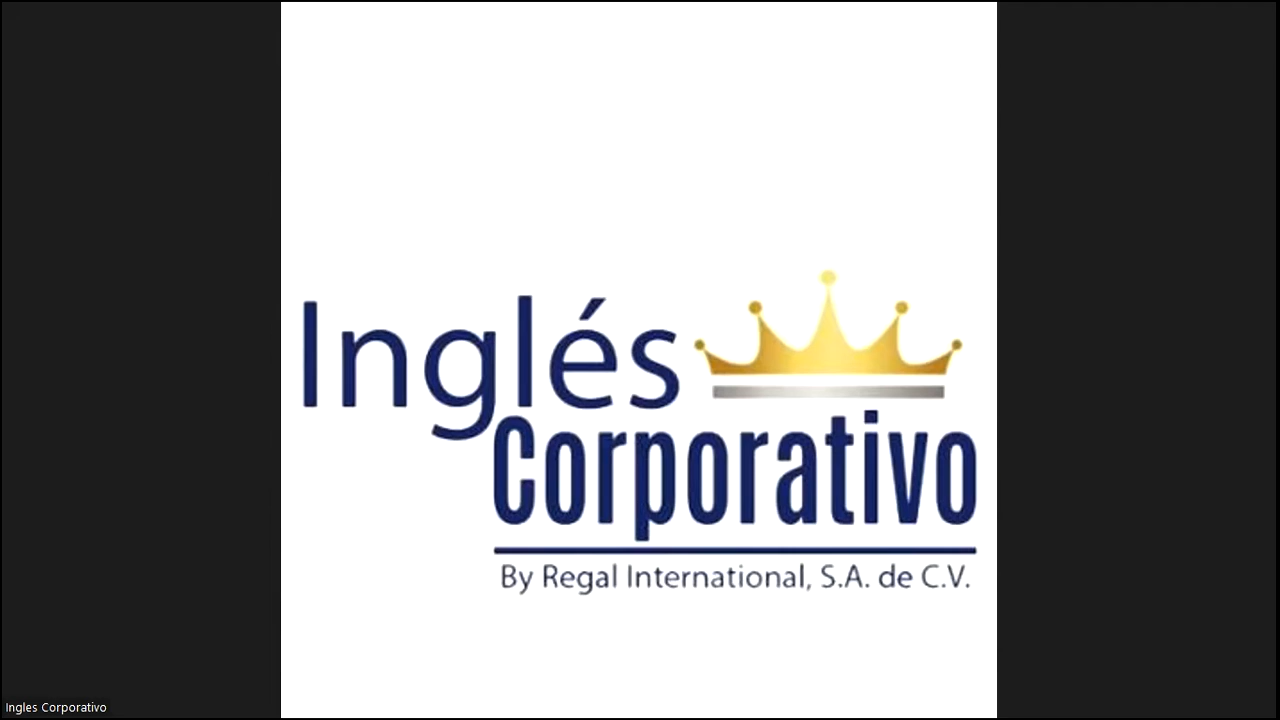 Inglés
Corporativo
By Regal International, S.A. de C.V.
Ingles Corporativo